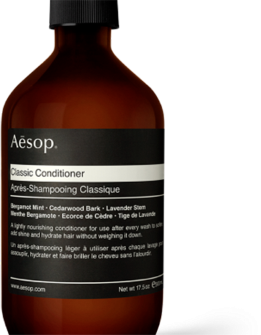 Aēsop.
Classic Conditioner
Après-Shampooing Classique
Bergamot Mint · Cedarwood Bark · Lavender Stem
Menthe Bergamote · Ecorce de Cèdre · Tige de Lavande
A lightly nourishing conditioner for use after every wash to
add shine and hydrate hair without weighing it down.
Un après-shampooing léger à utiliser après chaque lavage
assouplir, hydrater et faire briller le cheveu sans l'alourdir.
www.aesop.com
Net wt 17.5 oz